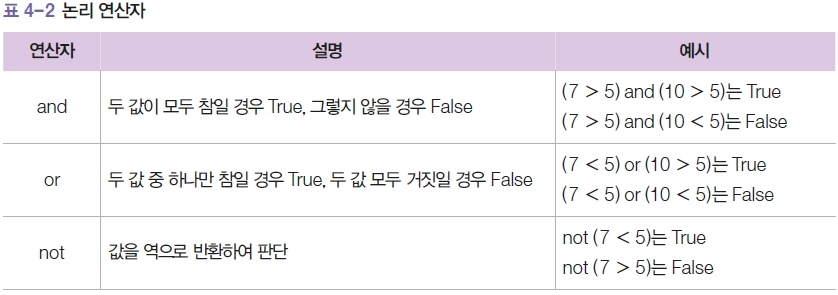 표 4-2 논리 연산자
연산자 설명 예시
and 두 값이 모두 참일 경우 True, 그렇지 않을 경우 False
(7 > 5) and (10 > 5)는 True
(7 > 5) and (10 < 5)는 False
or 두 값 중 하나만 참일 경우 True, 두 값 모두 거짓일 경우 False
(7 < 5) or (10 > 5)는 True
(7 < 5) or (10 < 5)는 False
not 값을 역으로 반환하여 판단
not (7 < 5)는 True
not (7 > 5)는 False